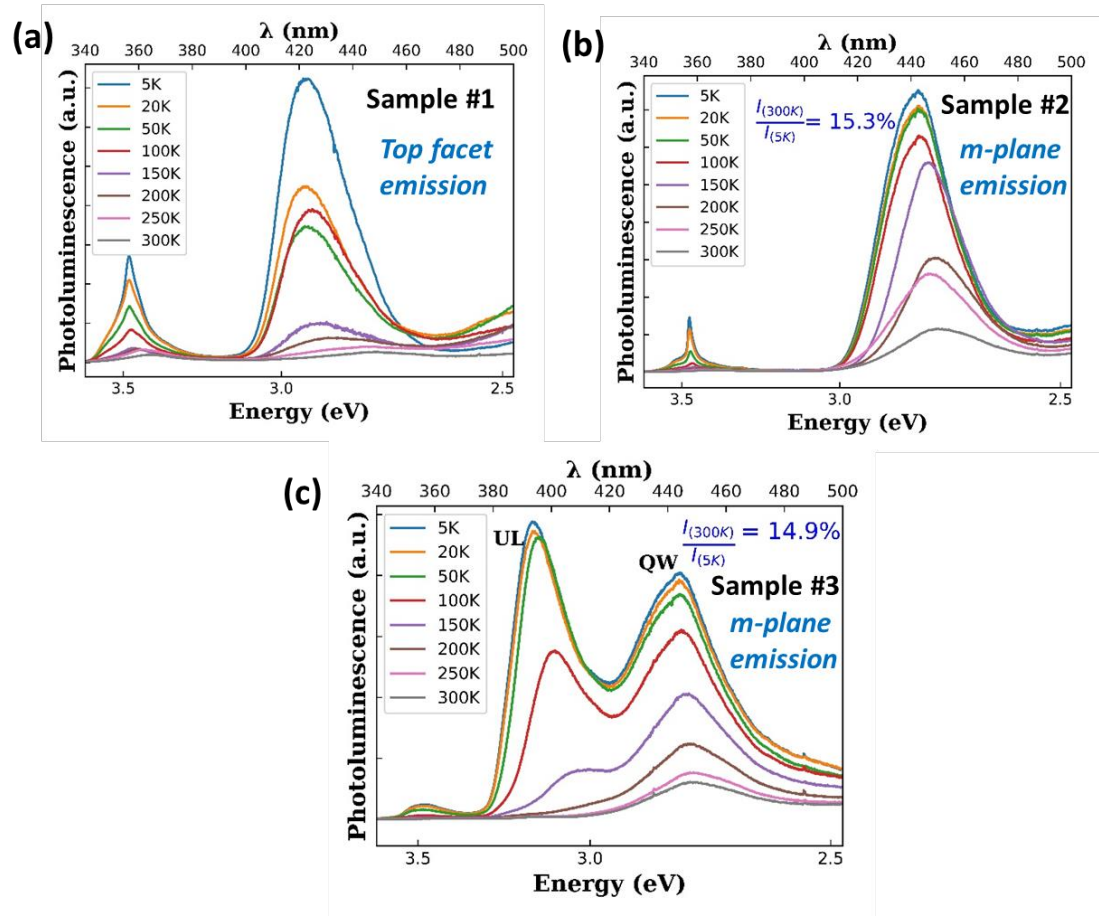 (a)
λ (nm)
340 360 380 400 420 440 460 480 500
Photoluminescence (a.u.)
5K
20K
50K
100K
150K
200K
250K
300K
Sample #1
Top facet
emission
3.5 3.0 2.5
Energy (eV)
(b)
λ (nm)
340 360 380 400 420 440 460 480 500
Photoluminescence (a.u.)
5K
20K
50K
100K
150K
200K
250K
300K
I(300K)
I(5K)
= 15.3%
Sample #2
m-plane
emission
3.5 3.0 2.5
Energy (eV)
(c)
λ (nm)
340 360 380 400 420 440 460 480 500
Photoluminescence (a.u.)
5K
20K
50K
100K
150K
200K
250K
300K
UL
QW
I(300K)
I(5K)
= 14.9%
Sample #3
m-plane
emission
3.5 3.0 2.5
Energy (eV)